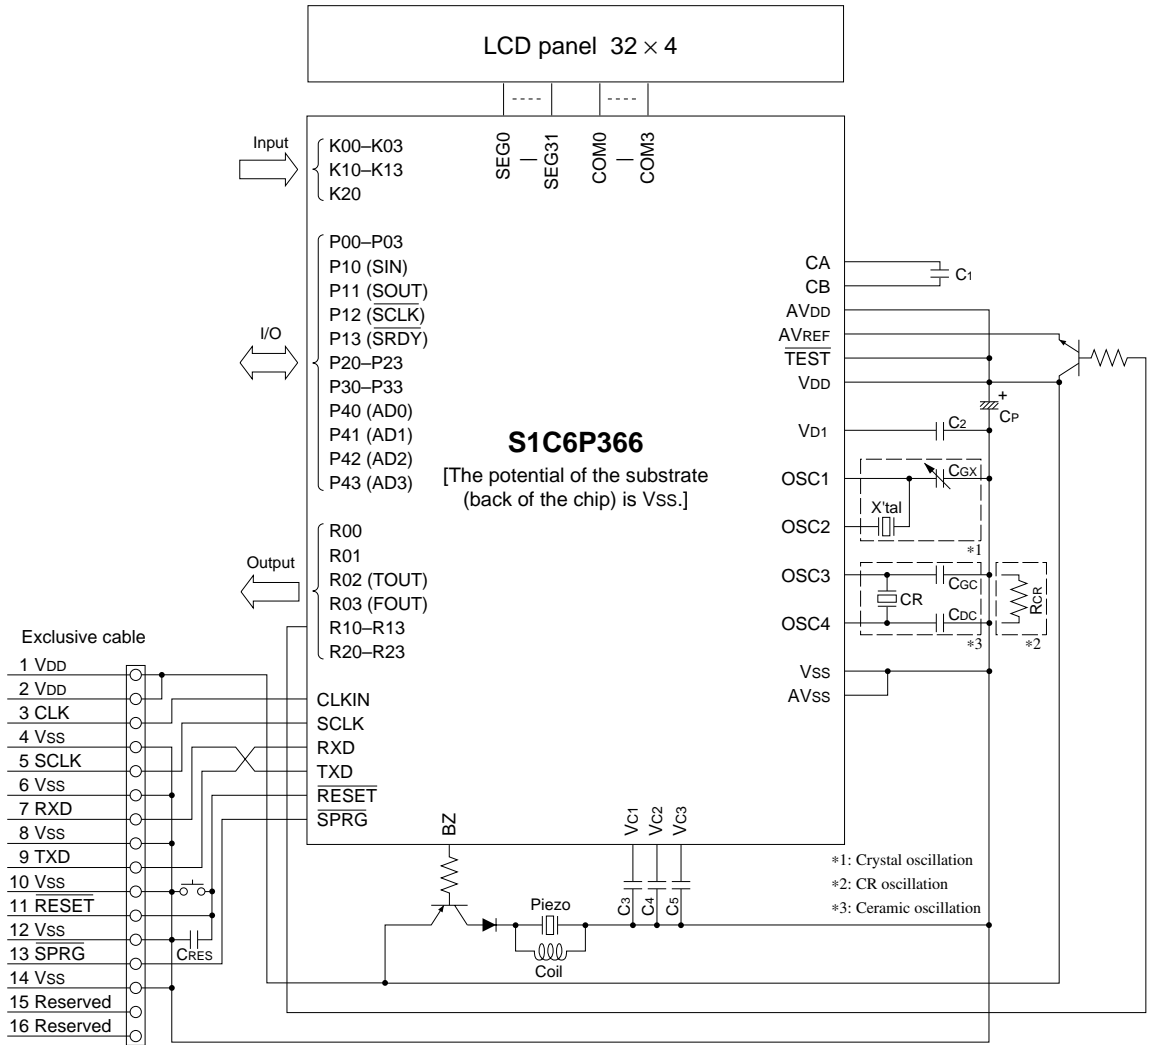 LCD panel 32 × 4
SEG0
SEG31
COM0
COM3
Input
K00–K03
K10–K13
K20
I/O
P00–P03
P10 (SIN)
P11 (SOUT)
P12 (SCLK)
P13 (SRDY)
P20–P23
P30–P33
P40 (AD0)
P41 (AD1)
P42 (AD2)
P43 (AD3)
Output
R00
R01
R02 (TOUT)
R03 (FOUT)
R10–R13
R20–R23
CLKIN
SCLK
RXD
TXD
RESET
SPRG
S1C6P366
[The potential of the substrate
(back of the chip) is VSS.]
CA
CB
AVDD
AVREF
TEST
VDD
VD1
OSC1
OSC2
OSC3
OSC4
VSS
AVSS
C1
+
CP
C2
CGX
X'tal
*1
CGC
CR
CDC
*3
RCR
*2
BZ
VC1
VC2
VC3
C3
C4
C5
Piezo
Coil
*1: Crystal oscillation
*2: CR oscillation
*3: Ceramic oscillation
Exclusive cable
1 VDD
2 VDD
3 CLK
4 VSS
5 SCLK
6 VSS
7 RXD
8 VSS
9 TXD
10 VSS
11 RESET
12 VSS
13 SPRG
14 VSS
15 Reserved
16 Reserved
CRES